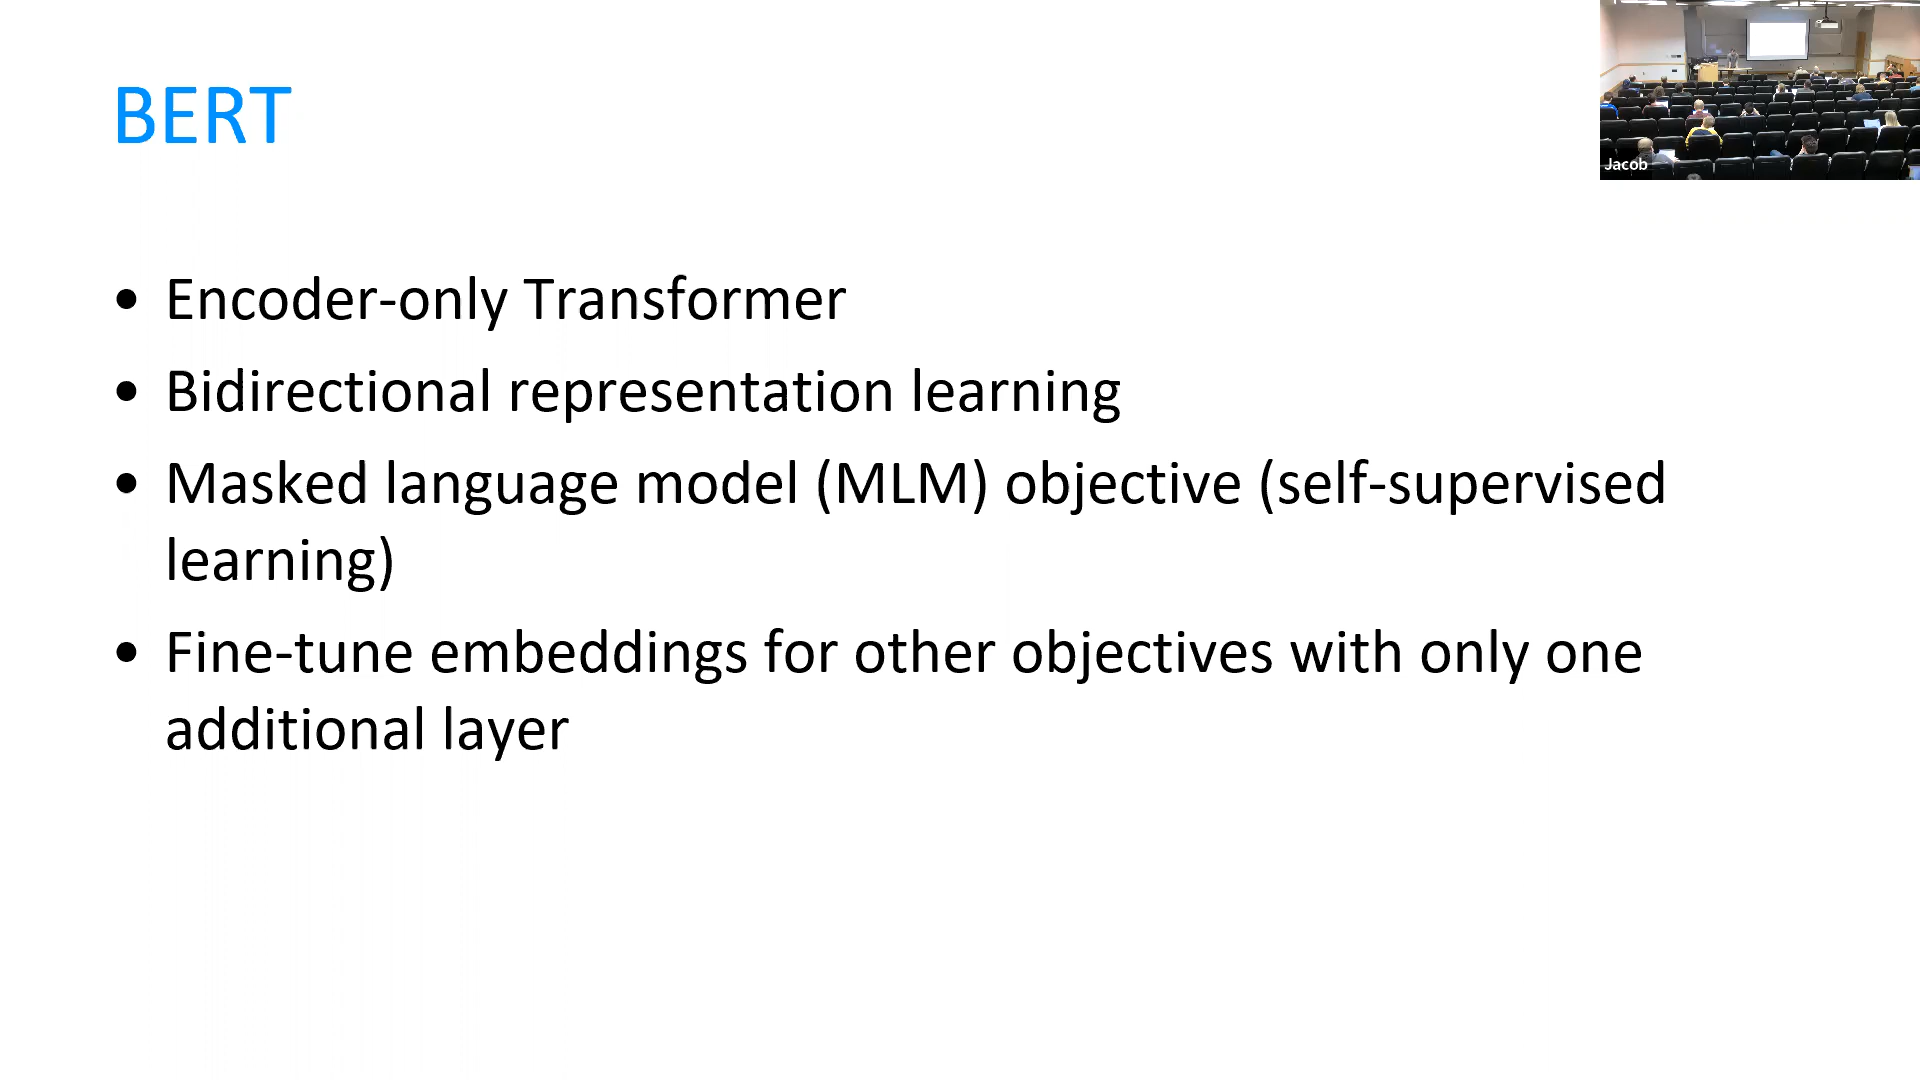 BERT
Jacob
• Encoder-only Transformer
• Bidirectional representation learning
• Masked language model (MLM) objective (self-supervised
learning)
• Fine-tune embeddings for other objectives with only one
additional layer